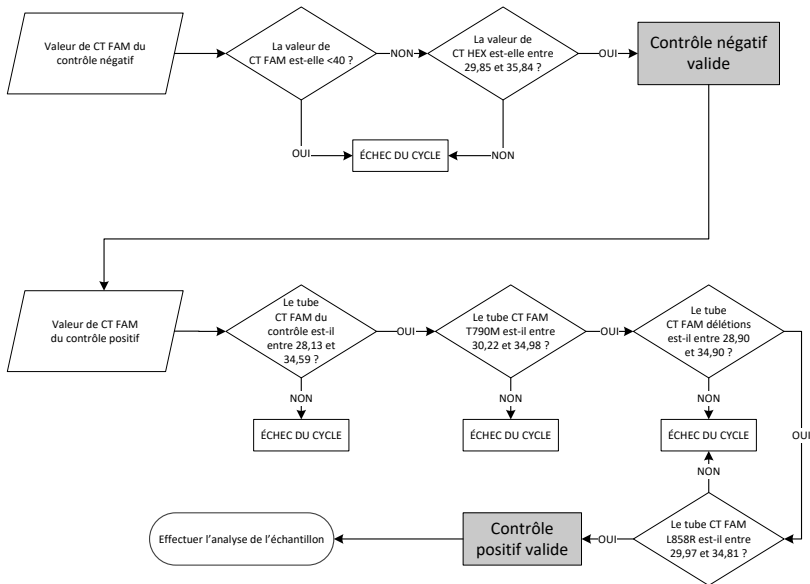 Valeur de CT FAM du
contrôle négatif
La valeur de
CT FAM est-elle <40 ?
NON
La valeur de
CT HEX est-elle entre
29,85 et 35,84 ?
OUI
Contrôle négatif
valide
OUI
ÉCHEC DU CYCLE
NON
Valeur de CT FAM
du contrôle positif
Le tube
CT FAM du
contrôle est-il
entre 28,13 et
34,59 ?
OUI
Le tube CT FAM
T790M est-il entre
30,22 et 34,98 ?
OUI
Le tube
CT FAM délétions
est-il entre 28,90
et 34,90 ?
NON
NON
NON
OUI
ÉCHEC DU CYCLE
ÉCHEC DU CYCLE
ÉCHEC DU CYCLE
NON
Effectuer l’analyse de l’échantillon
Contrôle
positif valide
OUI
Le tube CT FAM
L858R est-il entre
29,97 et 34,81 ?